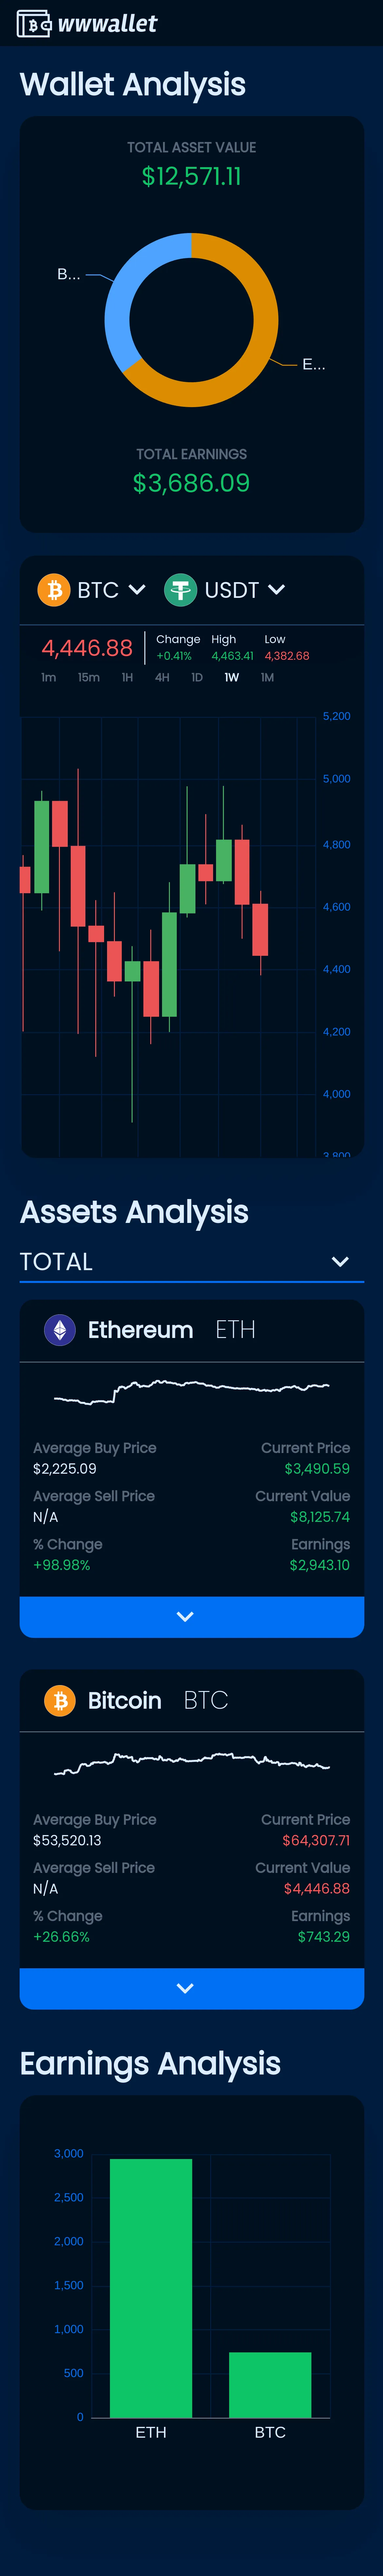 wwwallet
Wallet Analysis
TOTAL ASSET VALUE
$12,571.11
B...
E...
TOTAL EARNINGS
$3,686.09
BTC USDT
4,446.88 Change High Low
+0.41% 4,463.41 4,382.68
1m 15m 1H 4H 1D 1W 1M
5,200
5,000
4,800
4,600
4,400
4,200
4,000
3,800
Assets Analysis
TOTAL
Ethereum ETH
Average Buy Price Current Price
$2,225.09 $3,490.59
Average Sell Price Current Value
N/A $8,125.74
% Change Earnings
+98.98% $2,943.10
Bitcoin BTC
Average Buy Price Current Price
$53,520.13 $64,307.71
Average Sell Price Current Value
N/A $4,446.88
% Change Earnings
+26.66% $743.29
Earnings Analysis
3,000
2,500
2,000
1,500
1,000
500
0
ETH BTC